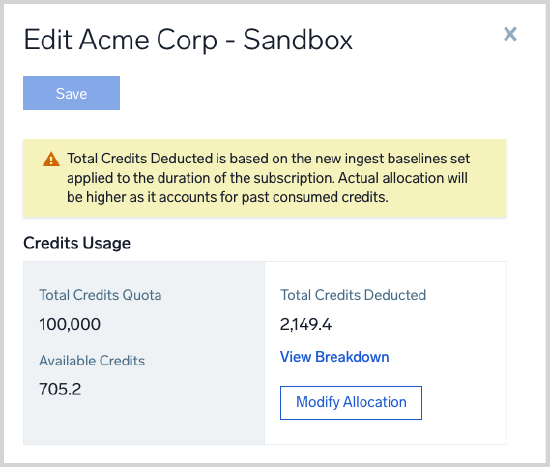 Edit Acme Corp - Sandbox
Save
Total Credits Deducted is based on the new ingest baselines set
applied to the duration of the subscription. Actual allocation will
be higher as it accounts for past consumed credits.
Credits Usage
Total Credits Quota
100,000
Available Credits
705.2
Total Credits Deducted
2,149.4
View Breakdown
Modify Allocation